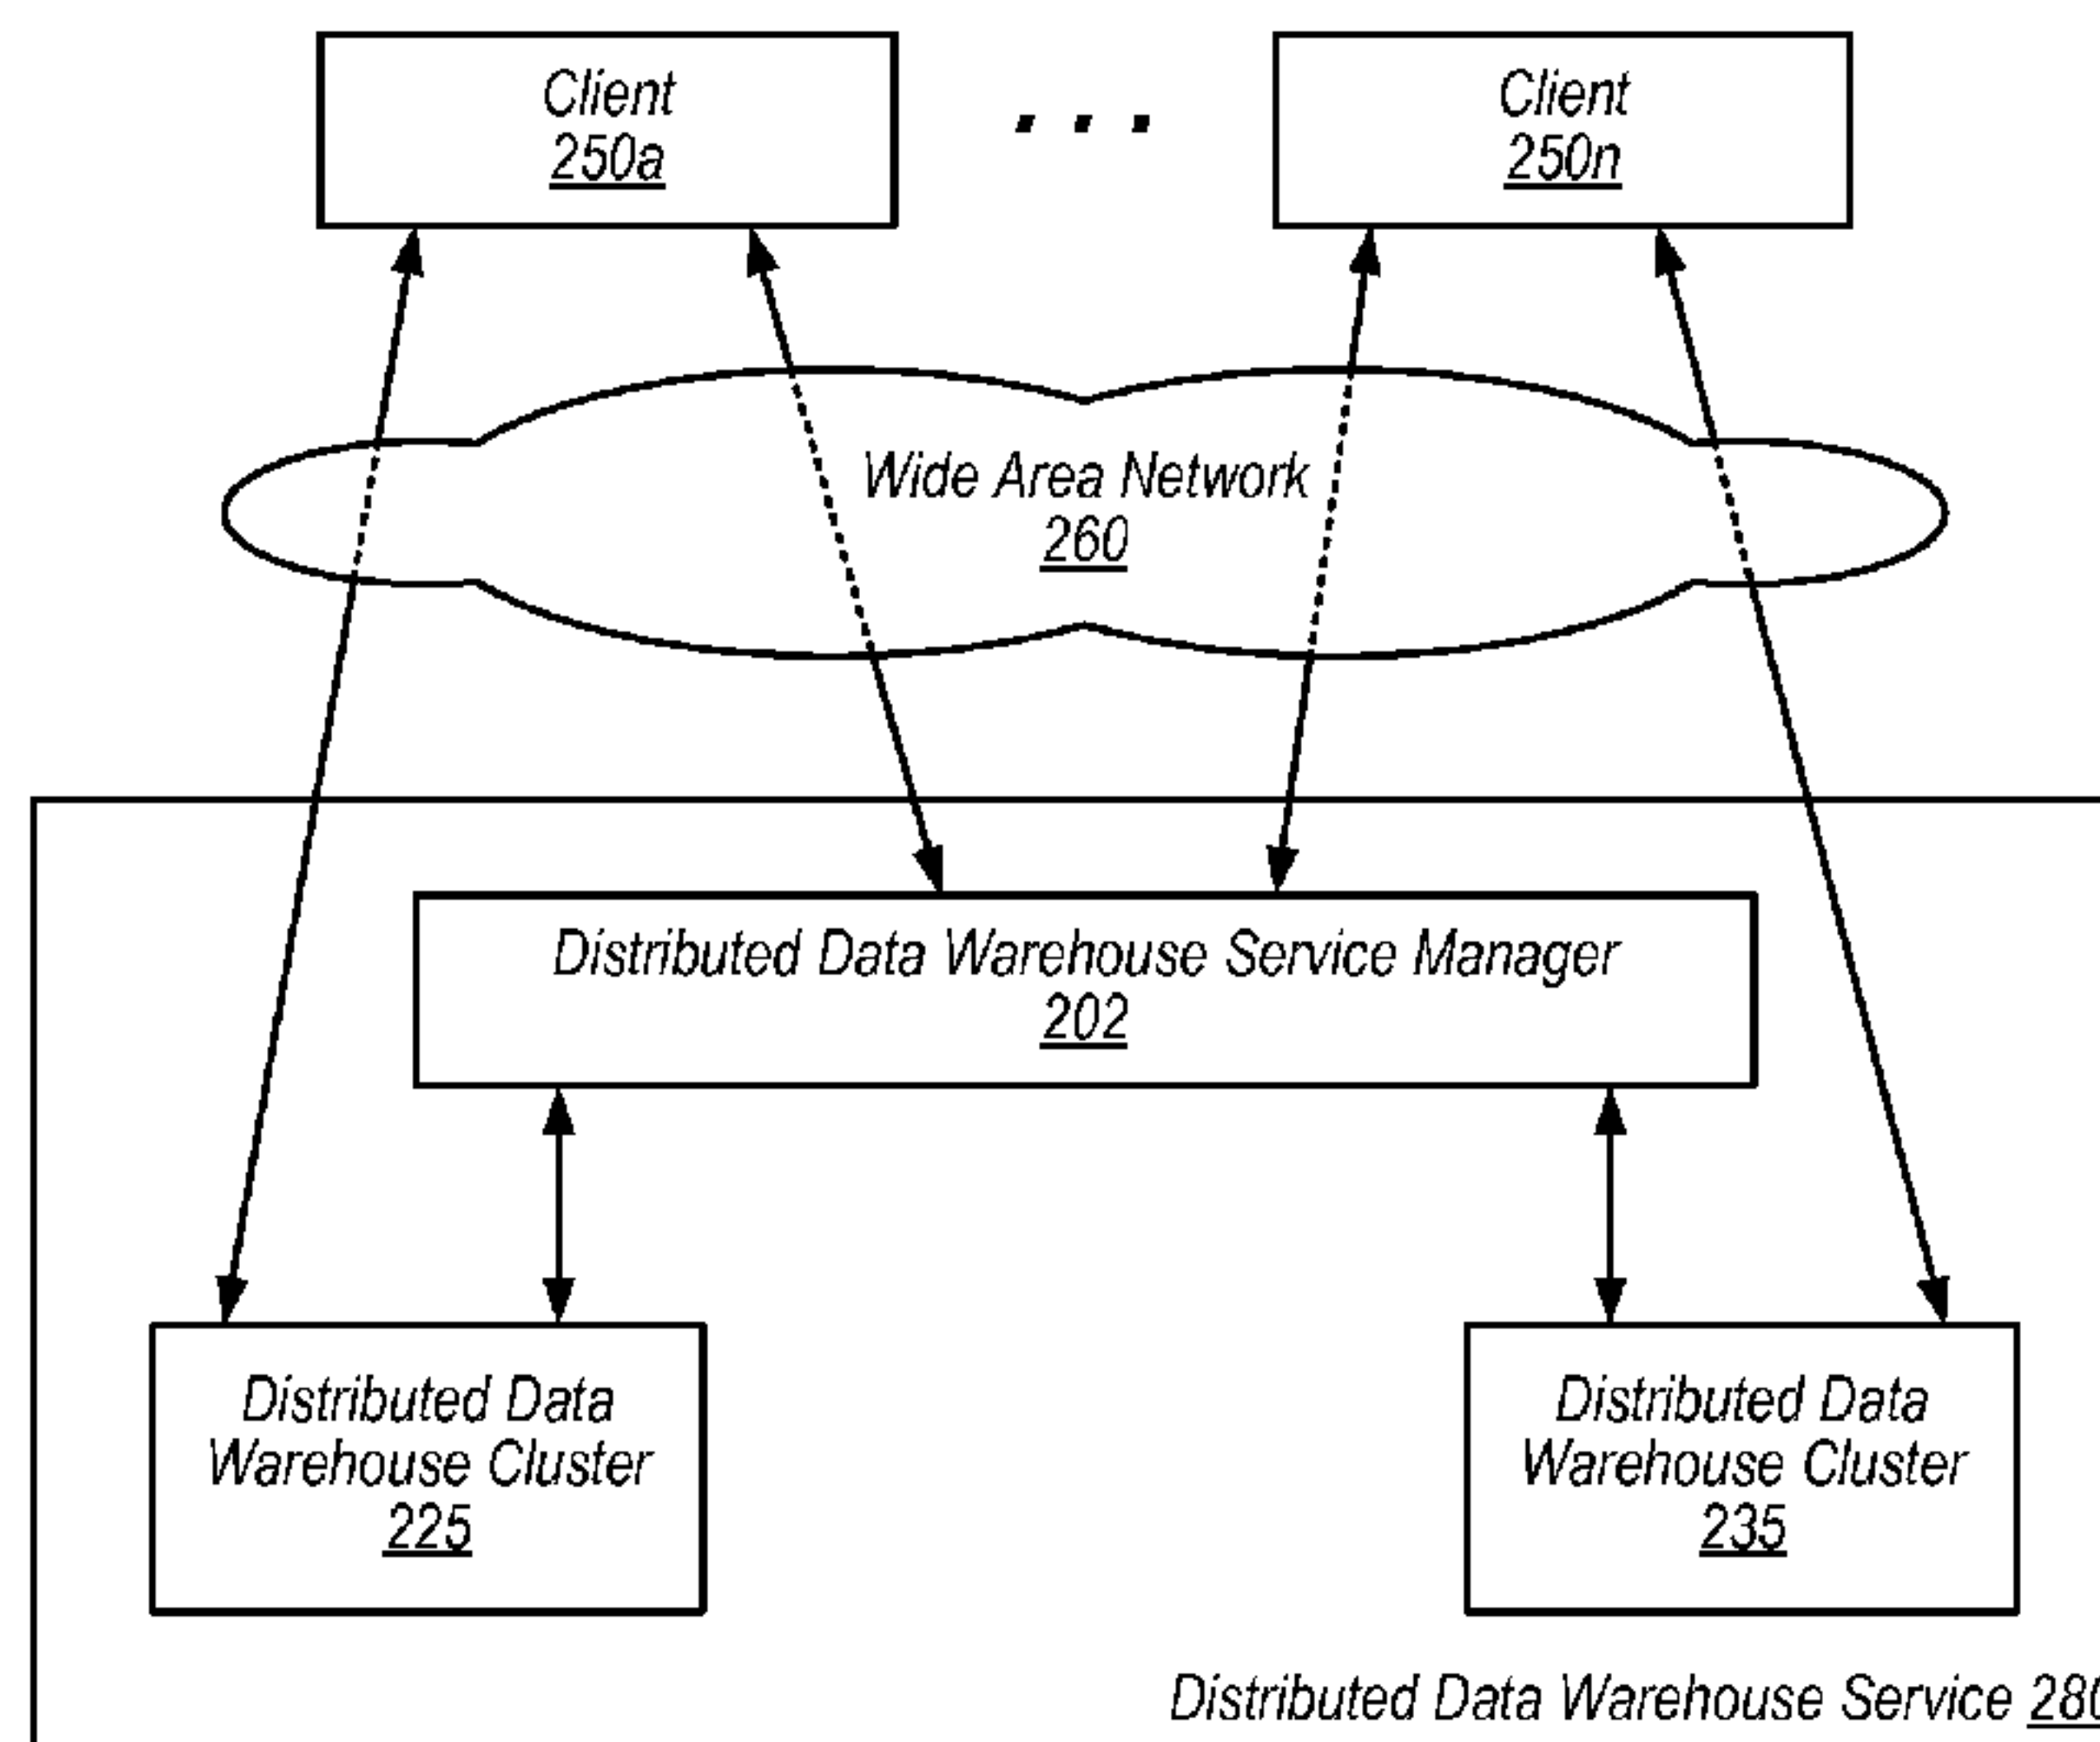 Client
250a
. . .
Client
250n
Wide Area Network
260
Distributed Data Warehouse Service Manager
202
Distributed Data
Warehouse Cluster
225
Distributed Data
Warehouse Cluster
235
Distributed Data Warehouse Service 280